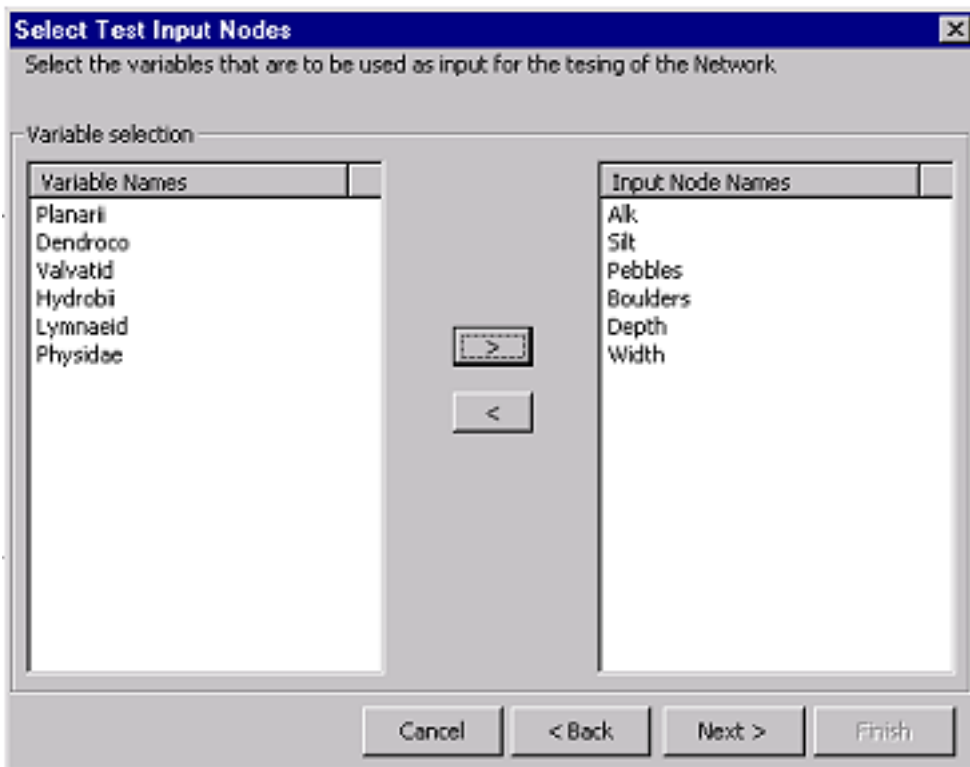 Select Test Input Nodes
Select the variables that are to be used as input for the tesing of the Network
Variable selection
Variable Names
Planarii
Dendroco
Valvatid
Hydrobii
Lymnaeid
Physidae
>
<
Input Node Names
Alk
Silt
Pebbles
Boulders
Depth
Width
Cancel
< Back
Next >
Finish